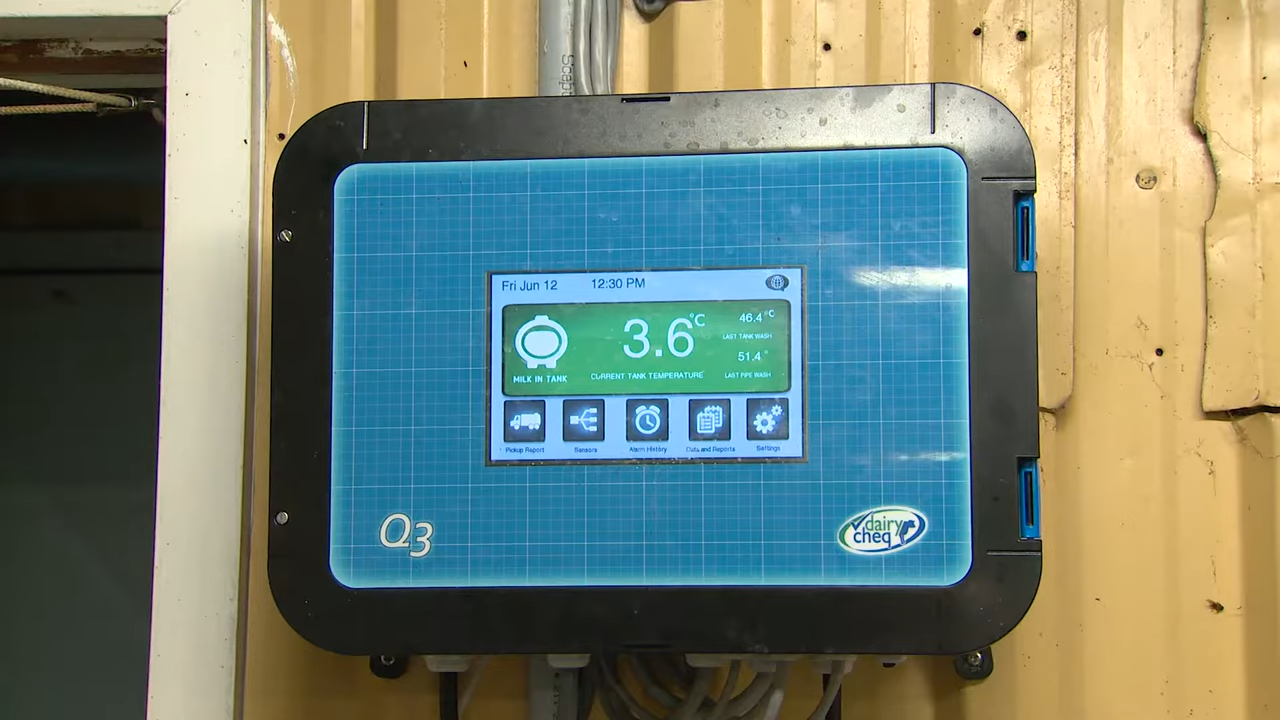 Soapb
Fri Jun 12 12:30 PM
3.6°C
46.4°C
LAST TANK WASH
51.4°
LAST PIPE WASH
MILK IN TANK
CURRENT TANK TEMPERATURE
Pickup Report
Sensors
Alarm History
Data and Reports
Settings
Q3
dairy
cheq